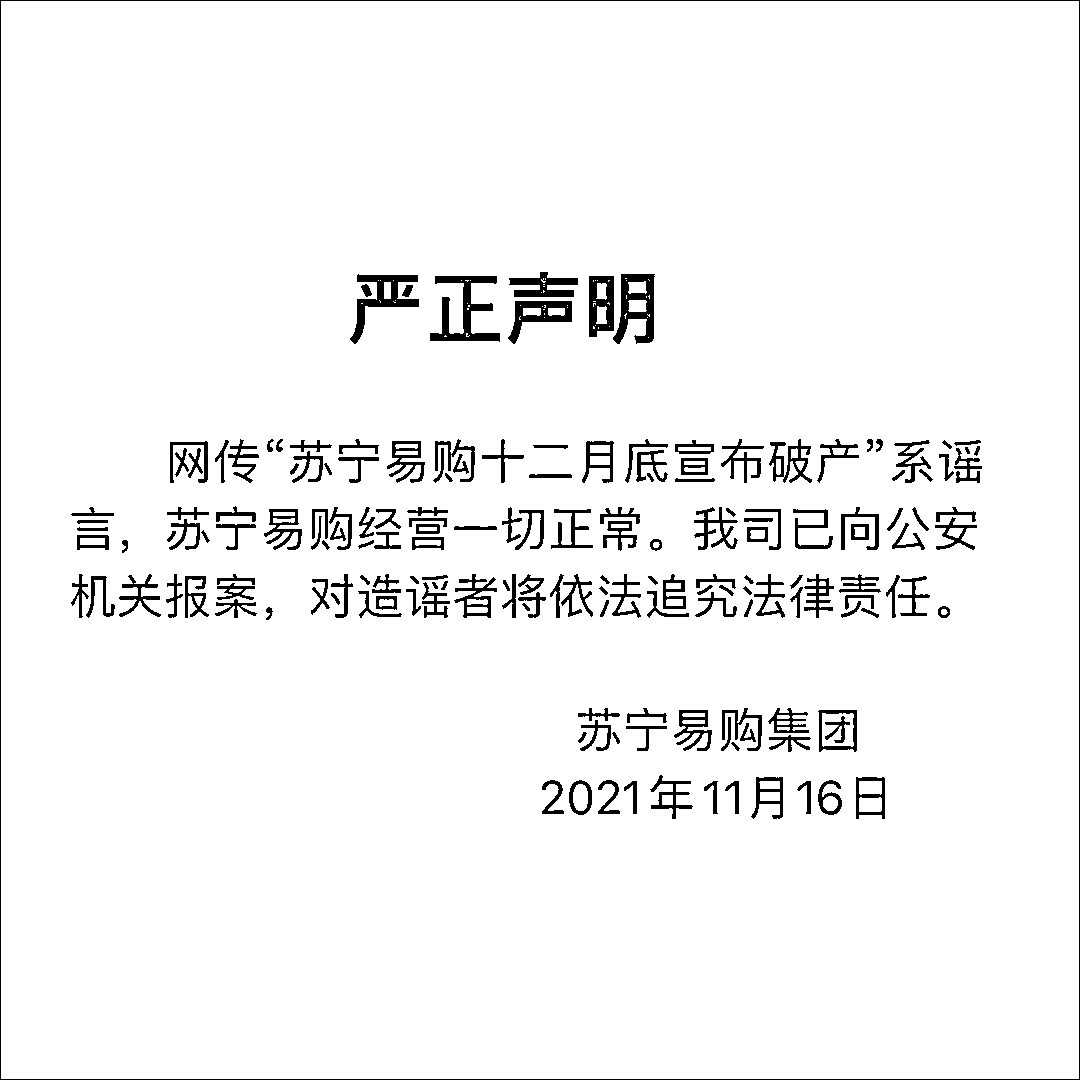 严正声明
网传“苏宁易购十二月底宣布破产”系谣
言，苏宁易购经营一切正常。我司已向公安
机关报案，对造谣者将依法追究法律责任。
苏宁易购集团
2021年11月16日